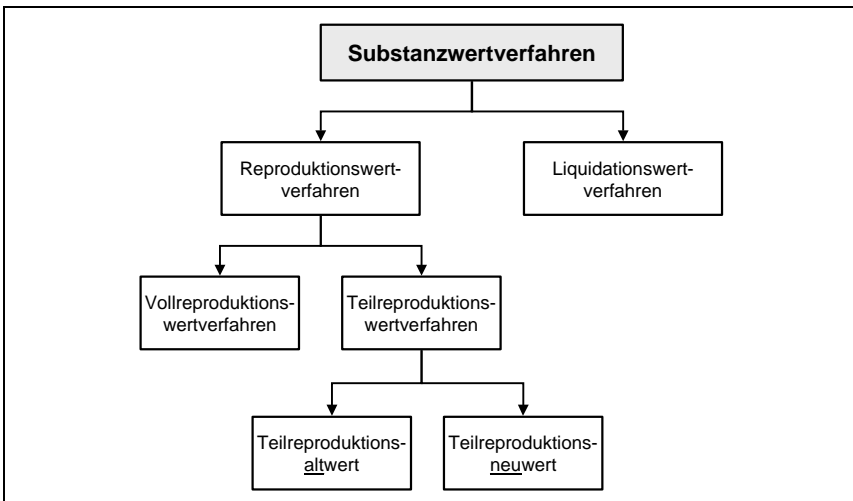 Substanzwertverfahren
Reproduktionswert-
verfahren
Liquidationswert-
verfahren
Vollreproduktions-
wertverfahren
Teilreproduktions-
wertverfahren
Teilreproduktions-
altwert
Teilreproduktions-
neuwert